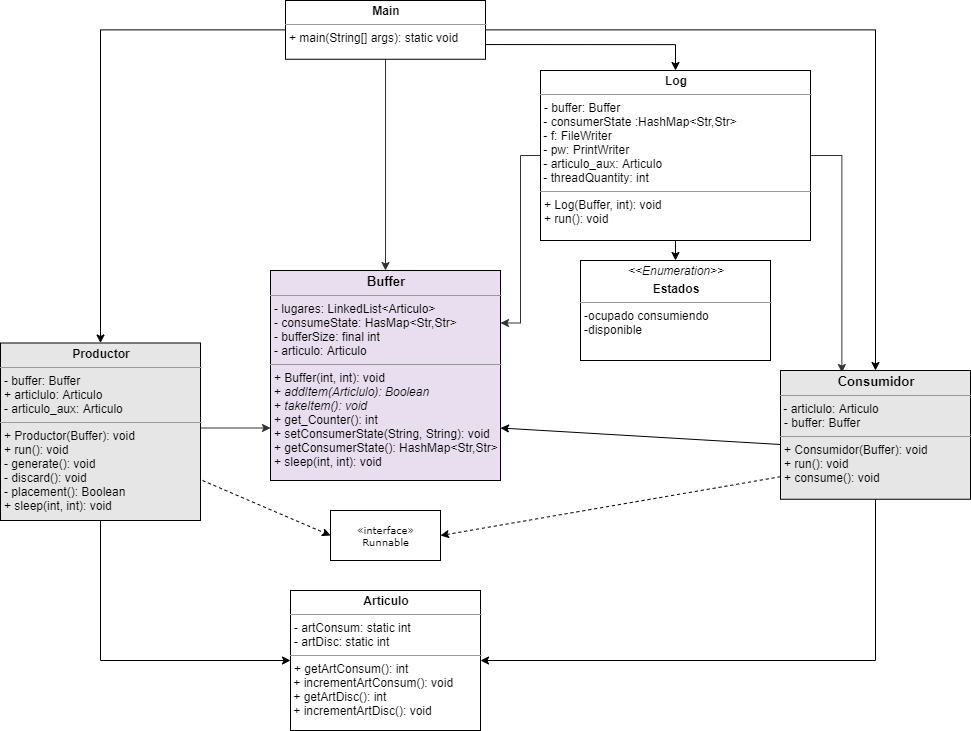 Main
+ main(String[] args): static void
Log
- buffer: Buffer
- consumerState :HashMap<Str,Str>
- f: FileWriter
- pw: PrintWriter
- articulo_aux: Articulo
- threadQuantity: int
+ Log(Buffer, int): void
+ run(): void
<<Enumeration>>
Estados
-ocupado consumiendo
-disponible
Buffer
- lugares: LinkedList<Articulo>
- consumeState: HasMap<Str,Str>
- bufferSize: final int
- articulo: Articulo
+ Buffer(int, int): void
+ addItem(Articlulo): Boolean
+ takeItem(): void
+ get_Counter(): int
+ setConsumerState(String, String): void
+ getConsumerState(): HashMap<Str,Str>
+ sleep(int, int): void
Productor
- buffer: Buffer
+ articlulo: Articulo
- articulo_aux: Articulo
+ Productor(Buffer): void
+ run(): void
- generate(): void
- discard(): void
- placement(): Boolean
+ sleep(int, int): void
Consumidor
- articlulo: Articulo
- buffer: Buffer
+ Consumidor(Buffer): void
+ run(): void
+ consume(): void
«interface»
Runnable
Articulo
- artConsum: static int
- artDisc: static int
+ getArtConsum(): int
+ incrementArtConsum(): void
+ getArtDisc(): int
+ incrementArtDisc(): void